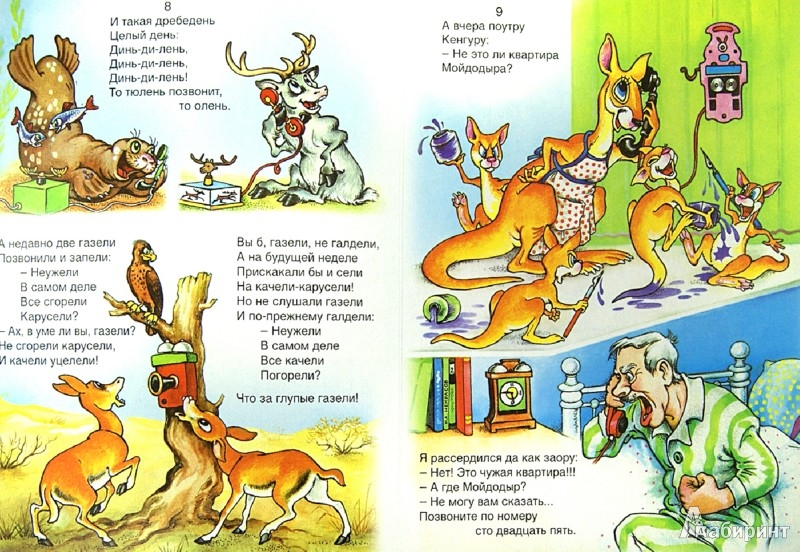 8
И такая дребедень
Целый день:
Динь-ди-лень,
Динь-ди-лень,
Динь-ди-лень!
То тюлень позвонит,
то олень.
А недавно две газели
Позвонили и запели:
– Неужели
В самом деле
Все сгорели
Карусели?
– Ах, в уме ли вы, газели?
Не сгорели карусели,
И качели уцелели!
Вы б, газели, не галдели,
А на будущей неделе
Прискакали бы и сели
На качели-карусели!
Но не слушали газели
И по-прежнему галдели:
– Неужели
В самом деле
Все качели
Погорели?
Что за глупые газели!
9
А вчера поутру
Кенгуру:
– Не это ли квартира
Мойдодыра?
Я рассердился да как заору:
– Нет! Это чужая квартира!!!
– А где Мойдодыр?
– Не могу вам сказать...
Позвоните по номеру
сто двадцать пять.
Лабиринт